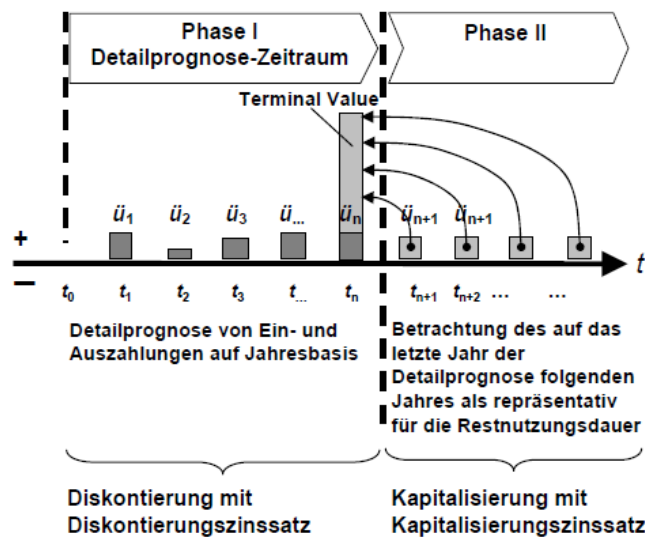 Phase I
Detailprognose-Zeitraum
Phase II
Terminal Value
ü1 ü2 ü3 ü... ün ün+1 ün+1
+
–
t
t0 t1 t2 t3 t... tn tn+1 tn+2 ... ...
Detailprognose von Ein- und
Auszahlungen auf Jahresbasis
Betrachtung des auf das
letzte Jahr der
Detailprognose folgenden
Jahres als repräsentativ
für die Restnutzungsdauer
Diskontierung mit
Diskontierungszinssatz
Kapitalisierung mit
Kapitalisierungszinssatz